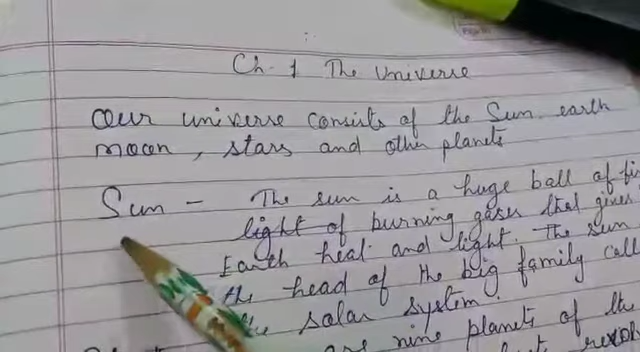 Ch. 1 The Universe
Our universe consists of the Sun earth
moon, stars and other planets
Sun - The sun is a huge ball of
light of burning gases that gives
Earth heat and light. The sun
the head of the big family call
the solar system.
are nine planets of the